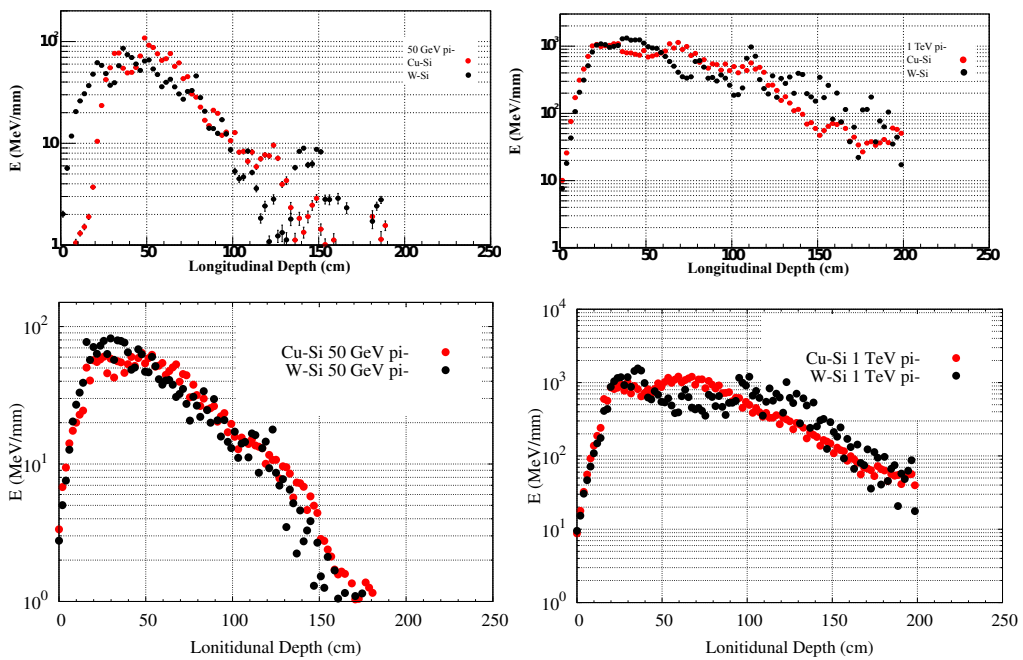 10²
10
1
E (MeV/mm)
50 GeV pi-
Cu-Si
W-Si
0 50 100 150 200 250
Longitudinal Depth (cm)
10³
10²
10
1
E (MeV/mm)
1 TeV pi-
Cu-Si
W-Si
0 50 100 150 200 250
Longitudinal Depth (cm)
10²
10¹
10⁰
E (MeV/mm)
Cu-Si 50 GeV pi-
W-Si 50 GeV pi-
0 50 100 150 200 250
Lonitidunal Depth (cm)
10⁴
10³
10²
10¹
10⁰
E (MeV/mm)
Cu-Si 1 TeV pi-
W-Si 1 TeV pi-
0 50 100 150 200 250
Lonitidunal Depth (cm)